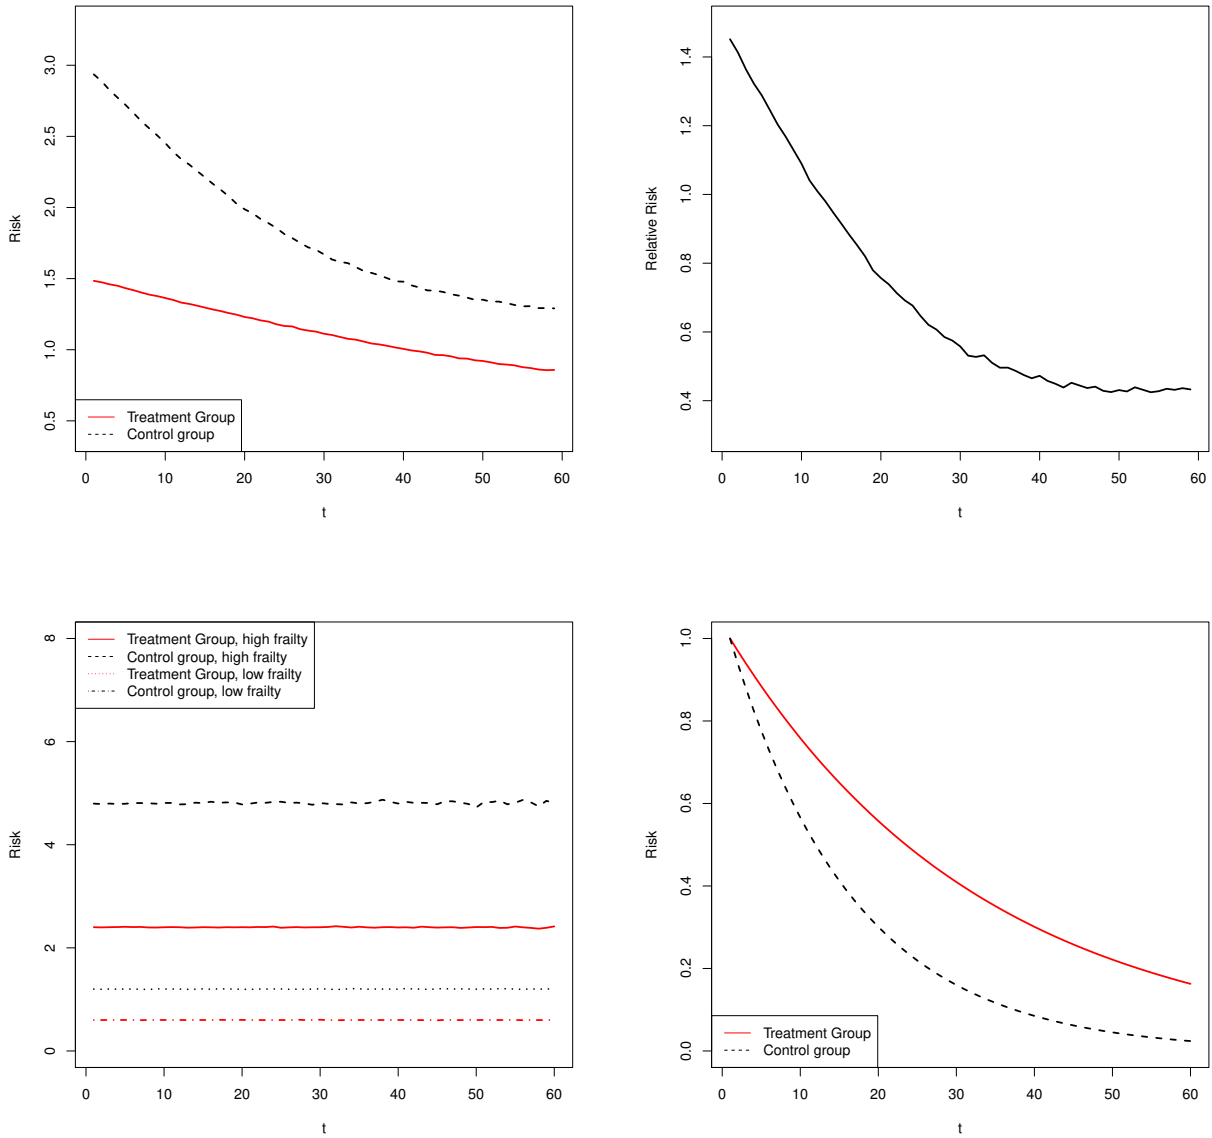 Risk
3.0
2.5
2.0
1.5
1.0
0.5
Treatment Group
Control group
0 10 20 30 40 50 60
t
Relative Risk
1.4
1.2
1.0
0.8
0.6
0.4
0 10 20 30 40 50 60
t
Risk
8
6
4
2
0
Treatment Group, high frailty
Control group, high frailty
Treatment Group, low frailty
Control group, low frailty
0 10 20 30 40 50 60
t
Risk
1.0
0.8
0.6
0.4
0.2
0.0
Treatment Group
Control group
0 10 20 30 40 50 60
t